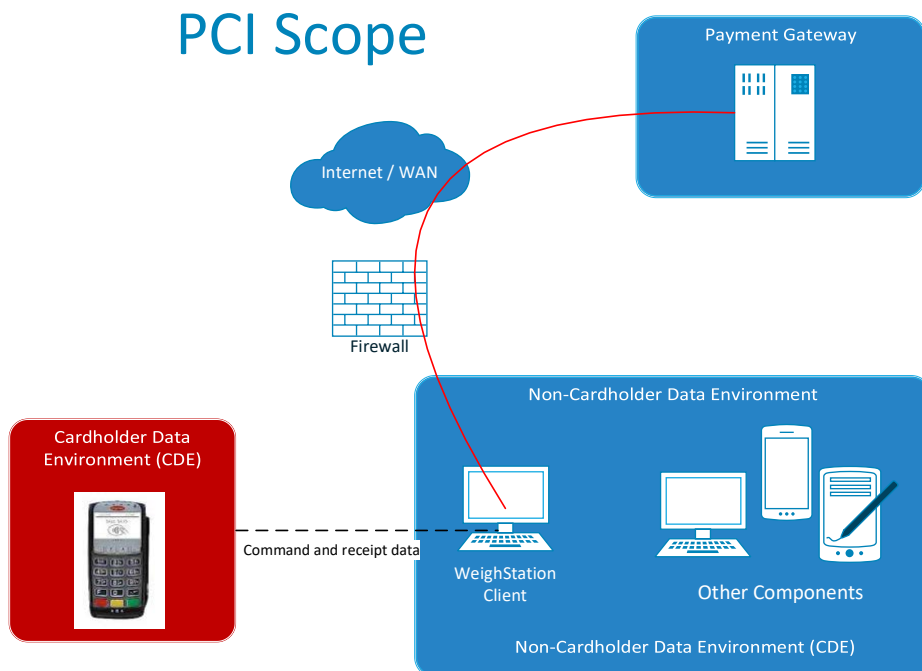 PCI Scope
Payment Gateway
Internet / WAN
Firewall
Non-Cardholder Data Environment
Cardholder Data
Environment (CDE)
Command and receipt data
WeighStation
Client
Other Components
Non-Cardholder Data Environment (CDE)